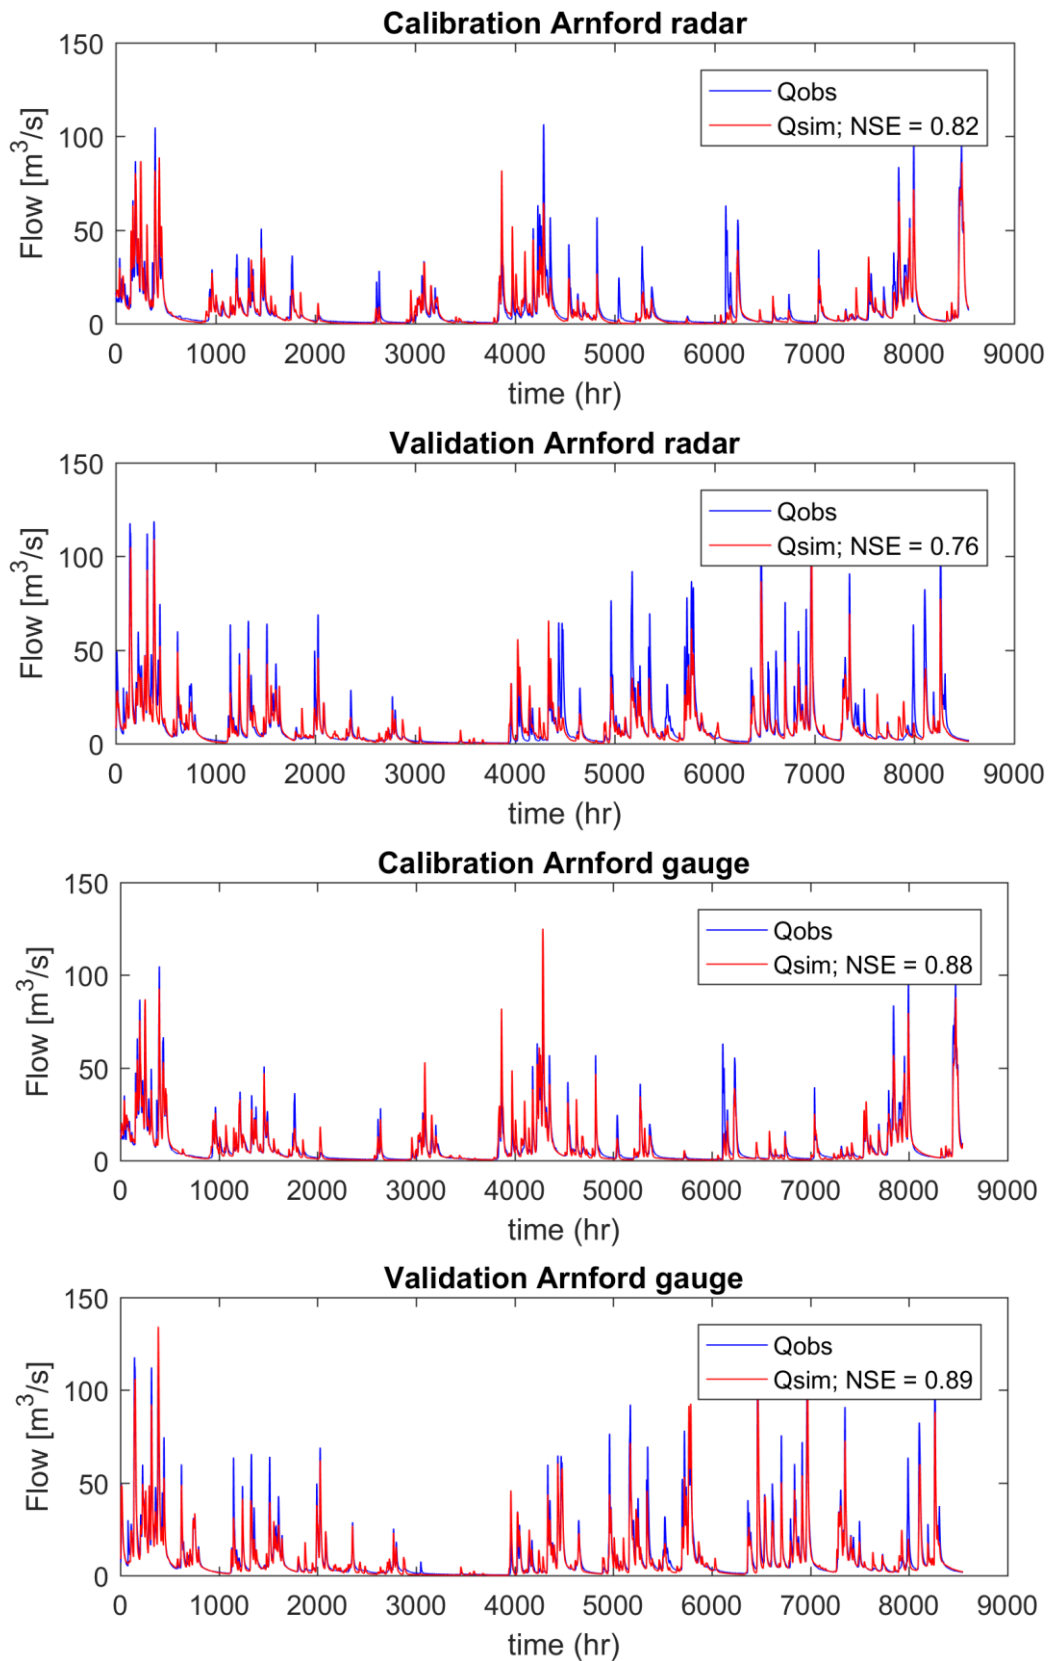 Calibration Arnford radar
150
100
50
0
Flow [m³/s]
Qobs
Qsim; NSE = 0.82
0 1000 2000 3000 4000 5000 6000 7000 8000 9000
time (hr)
Validation Arnford radar
150
100
50
0
Flow [m³/s]
Qobs
Qsim; NSE = 0.76
0 1000 2000 3000 4000 5000 6000 7000 8000 9000
time (hr)
Calibration Arnford gauge
150
100
50
0
Flow [m³/s]
Qobs
Qsim; NSE = 0.88
0 1000 2000 3000 4000 5000 6000 7000 8000 9000
time (hr)
Validation Arnford gauge
150
100
50
0
Flow [m³/s]
Qobs
Qsim; NSE = 0.89
0 1000 2000 3000 4000 5000 6000 7000 8000 9000
time (hr)